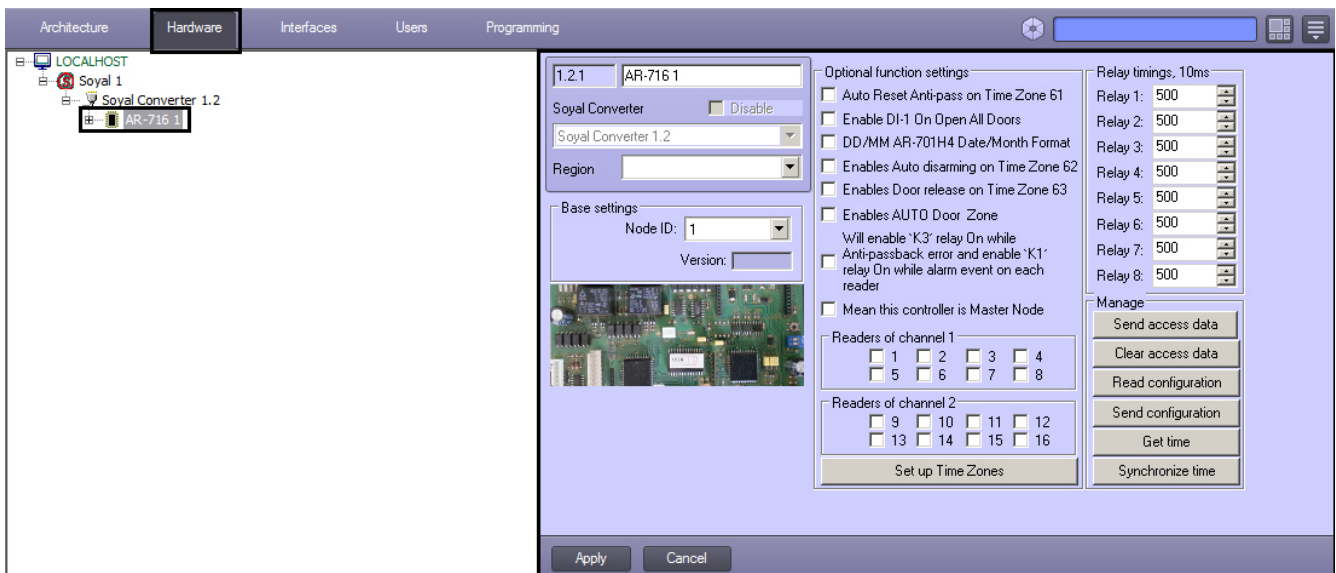 Architecture Hardware Interfaces Users Programming
LOCALHOST
Soyal 1
Soyal Converter 1.2
AR-716 1
1.2.1 AR-716 1
Soyal Converter Disable
Soyal Converter 1.2
Region
Base settings
Node ID: 1
Version:
Optional function settings
Auto Reset Anti-pass on Time Zone 61
Enable DI-1 On Open All Doors
DD/MM AR-701H4 Date/Month Format
Enables Auto disarming on Time Zone 62
Enables Door release on Time Zone 63
Enables AUTO Door Zone
Will enable `K3´ relay On while
Anti-passback error and enable `K1´
relay On while alarm event on each
reader
Mean this controller is Master Node
Readers of channel 1
1 2 3 4
5 6 7 8
Readers of channel 2
9 10 11 12
13 14 15 16
Set up Time Zones
Relay timings, 10ms
Relay 1: 500
Relay 2: 500
Relay 3: 500
Relay 4: 500
Relay 5: 500
Relay 6: 500
Relay 7: 500
Relay 8: 500
Manage
Send access data
Clear access data
Read configuration
Send configuration
Get time
Synchronize time
Apply Cancel